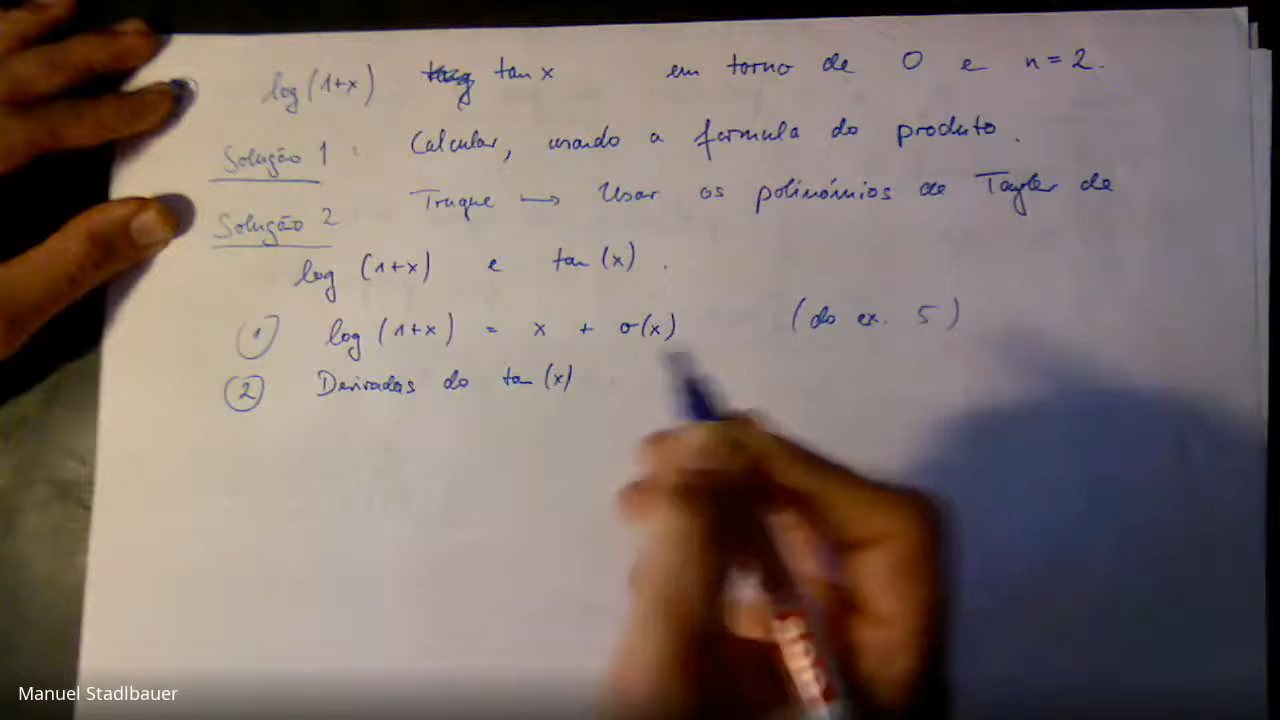 log(1+x) tan x em torno de 0 e n=2.
Solução 1: Calcular, usando a formula do produto.
Solução 2 Truque → Usar os polinómios de Taylor de
log (1+x) e tan (x).
① log (1+x) = x + o(x) (do ex. 5)
② Derivadas do tan (x)
Manuel Stadlbauer